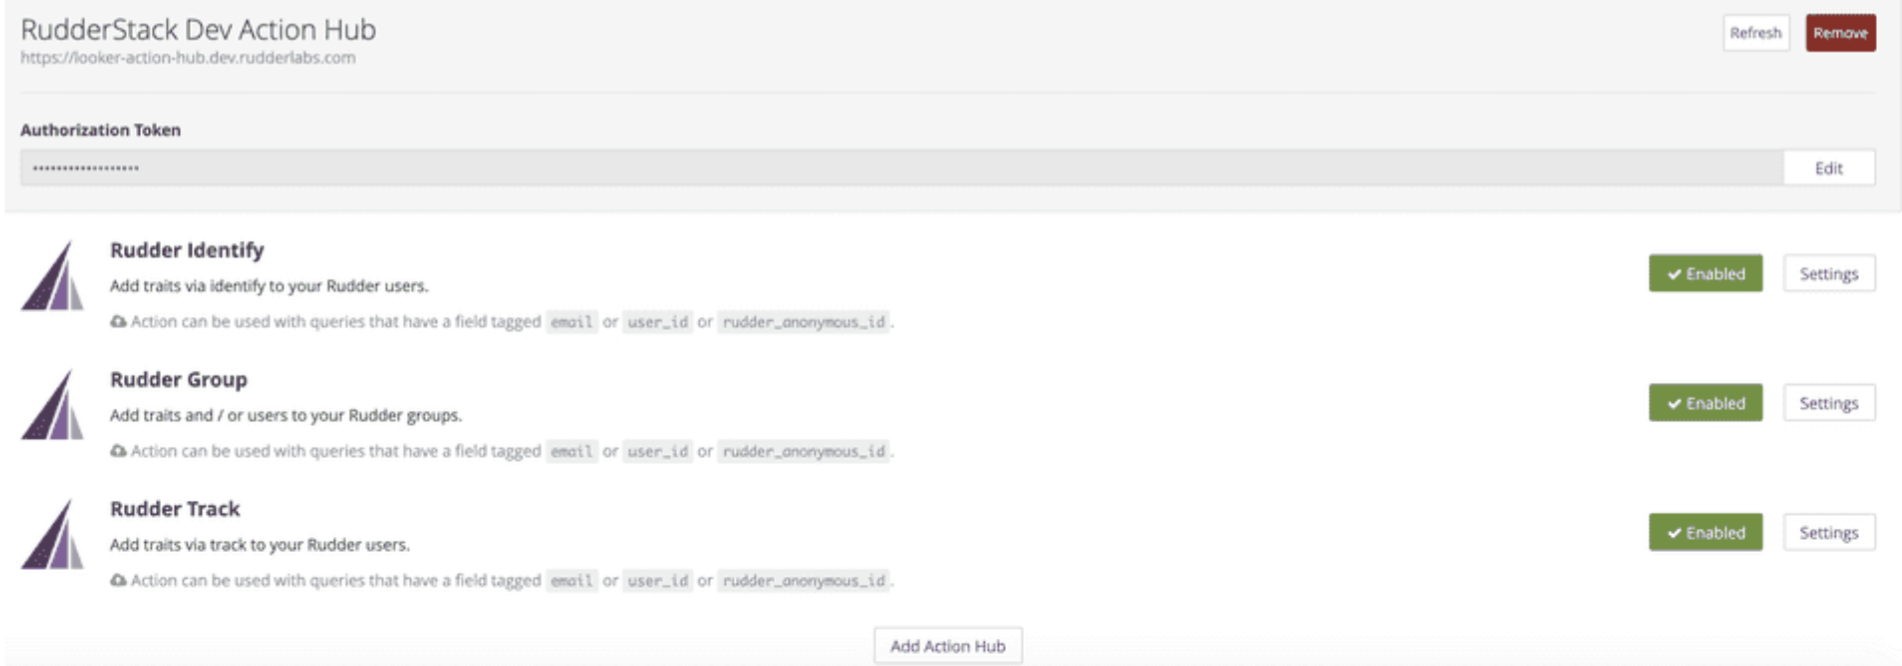 RudderStack Dev Action Hub
Refresh
Remove
https://looker-action-hub.dev.rudderlabs.com
Authorization Token
••••••••••••••••••
Edit
Rudder Identify
Add traits via identify to your Rudder users.
Action can be used with queries that have a field tagged email or user_id or rudder_anonymous_id.
Enabled
Settings
Rudder Group
Add traits and / or users to your Rudder groups.
Action can be used with queries that have a field tagged email or user_id or rudder_anonymous_id.
Enabled
Settings
Rudder Track
Add traits via track to your Rudder users.
Action can be used with queries that have a field tagged email or user_id or rudder_anonymous_id.
Enabled
Settings
Add Action Hub